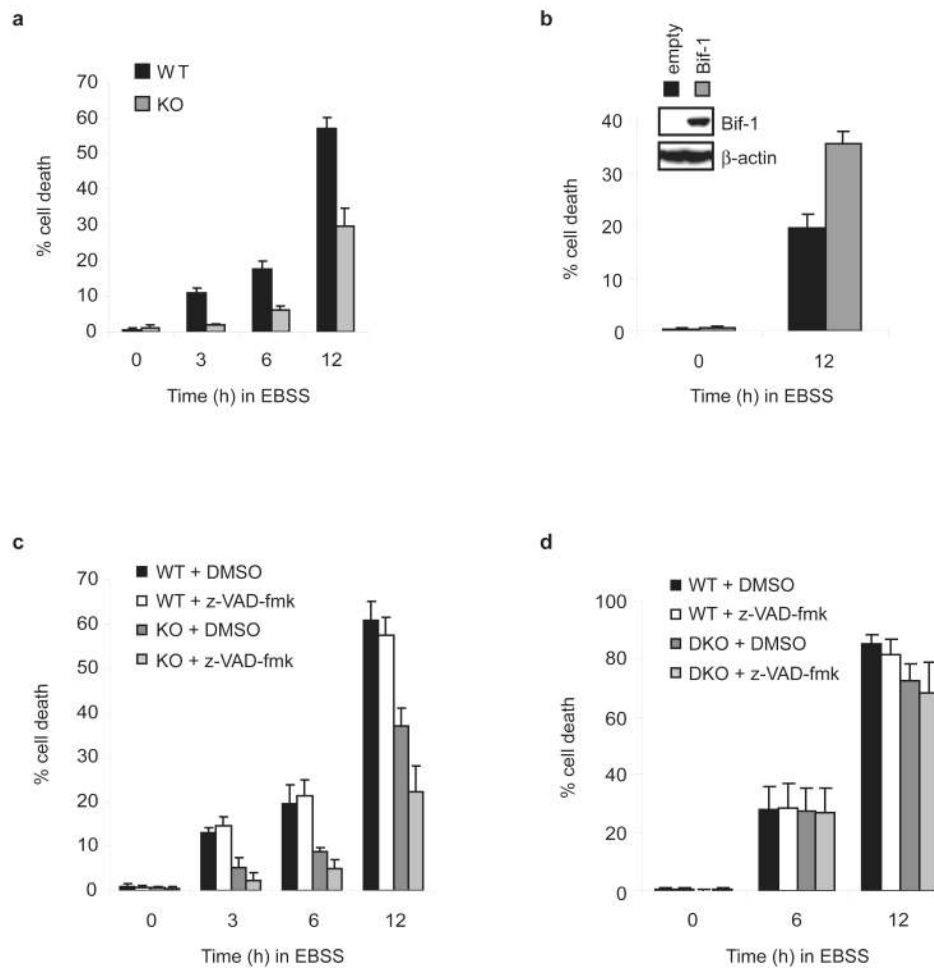 a
WT
KO
70
60
50
40
30
20
10
0
% cell death
0 3 6 12
Time (h) in EBSS
b
empty
Bif-1
Bif-1
β-actin
40
30
20
10
0
% cell death
0 12
Time (h) in EBSS
c
WT + DMSO
WT + z-VAD-fmk
KO + DMSO
KO + z-VAD-fmk
70
60
50
40
30
20
10
0
% cell death
0 3 6 12
Time (h) in EBSS
d
WT + DMSO
WT + z-VAD-fmk
DKO + DMSO
DKO + z-VAD-fmk
100
80
60
40
20
0
% cell death
0 6 12
Time (h) in EBSS